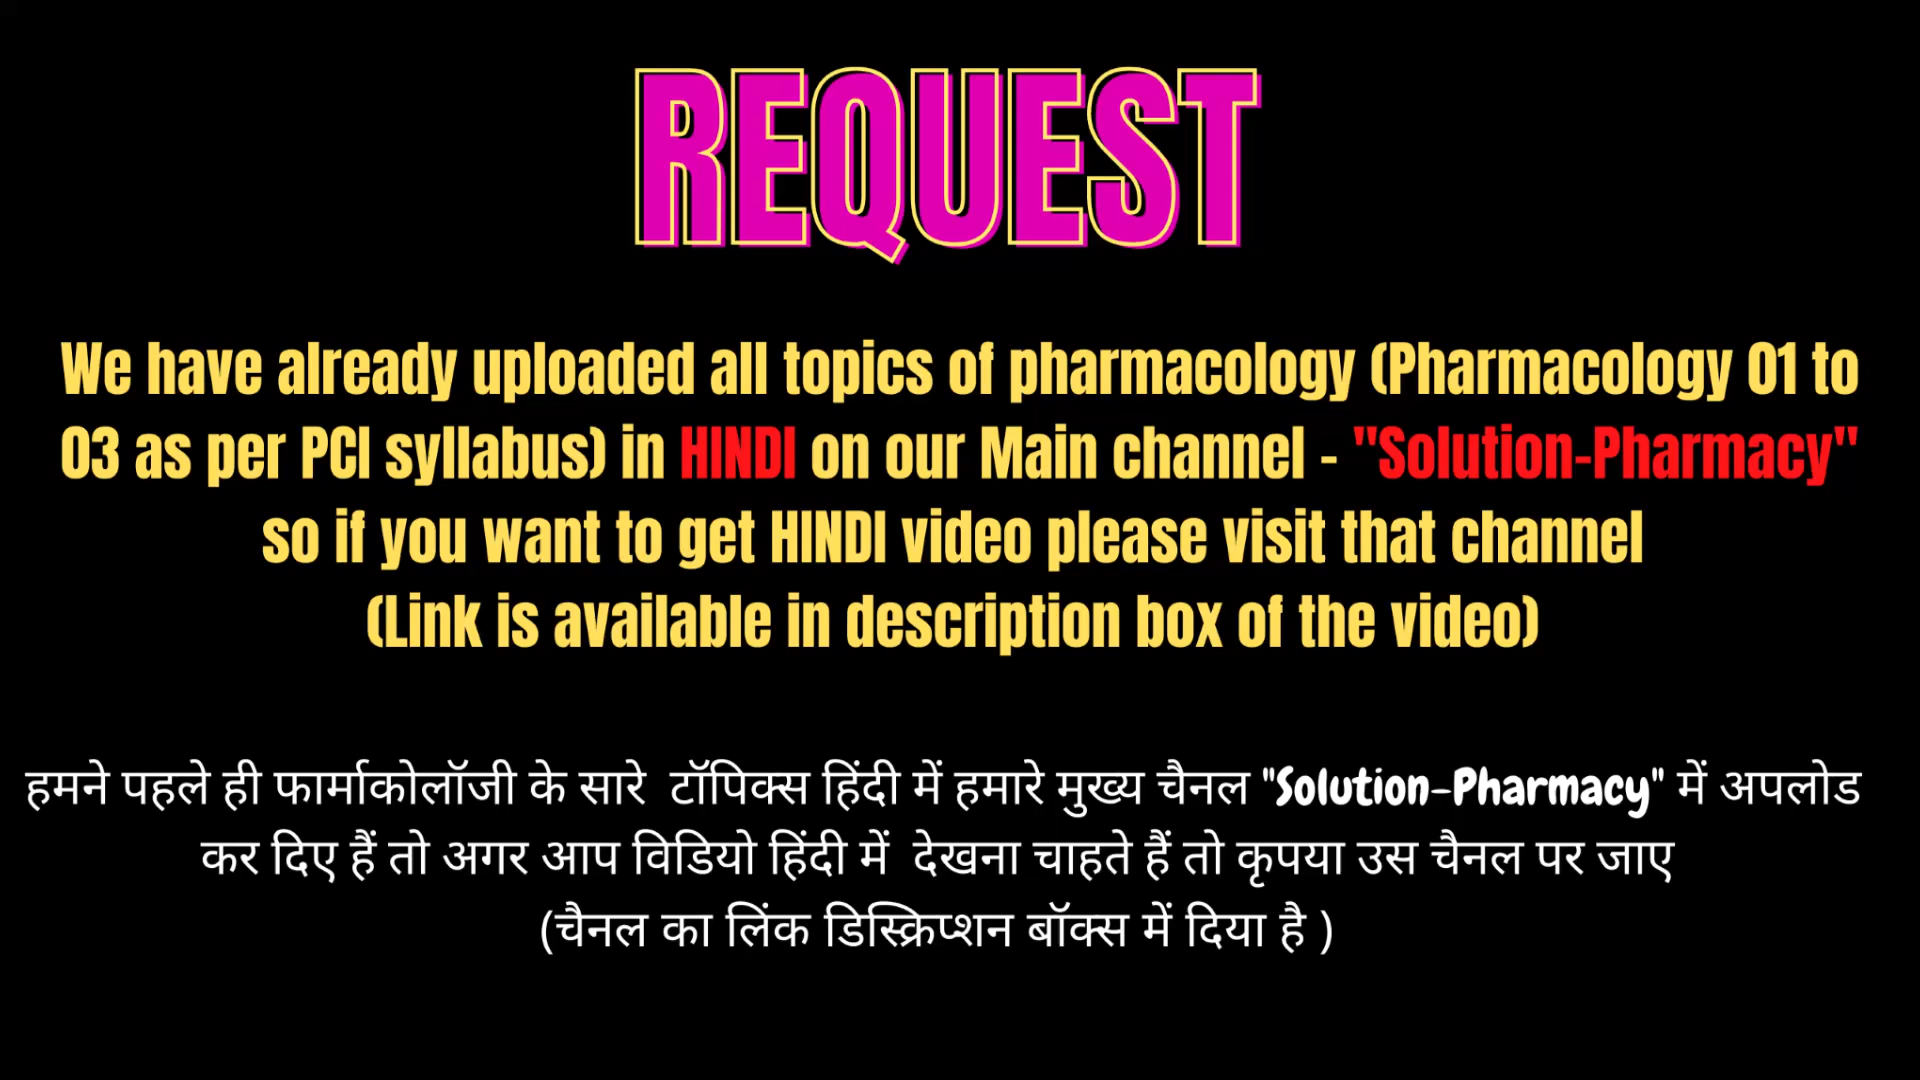 REQUEST
We have already uploaded all topics of pharmacology (Pharmacology 01 to
03 as per PCI syllabus) in HINDI on our Main channel - "Solution-Pharmacy"
so if you want to get HINDI video please visit that channel
(Link is available in description box of the video)
हमने पहले ही फार्माकोलॉजी के सारे टॉपिक्स हिंदी में हमारे मुख्य चैनल "Solution-Pharmacy" में अपलोड
कर दिए हैं तो अगर आप विडियो हिंदी में देखना चाहते हैं तो कृपया उस चैनल पर जाए
(चैनल का लिंक डिस्क्रिप्शन बॉक्स में दिया है )